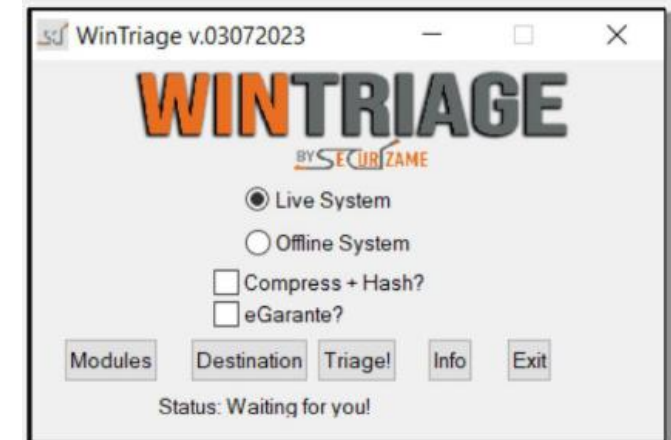 WinTriage v.03072023
WINTRIAGE
BY SECURIZAME
Live System
Offline System
Compress + Hash?
eGarante?
Modules Destination Triage! Info Exit
Status: Waiting for you!